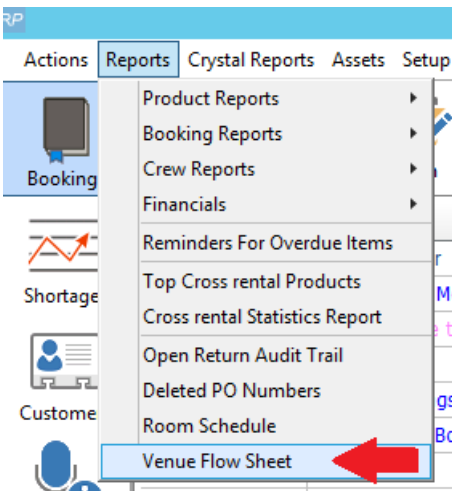 RP
Actions Reports Crystal Reports Assets Setup
Product Reports
Booking Reports
Booking
Crew Reports
Financials
Reminders For Overdue Items
Shortage
Top Cross rental Products
Cross rental Statistics Report
Open Return Audit Trail
Deleted PO Numbers
Custome
Room Schedule
Venue Flow Sheet